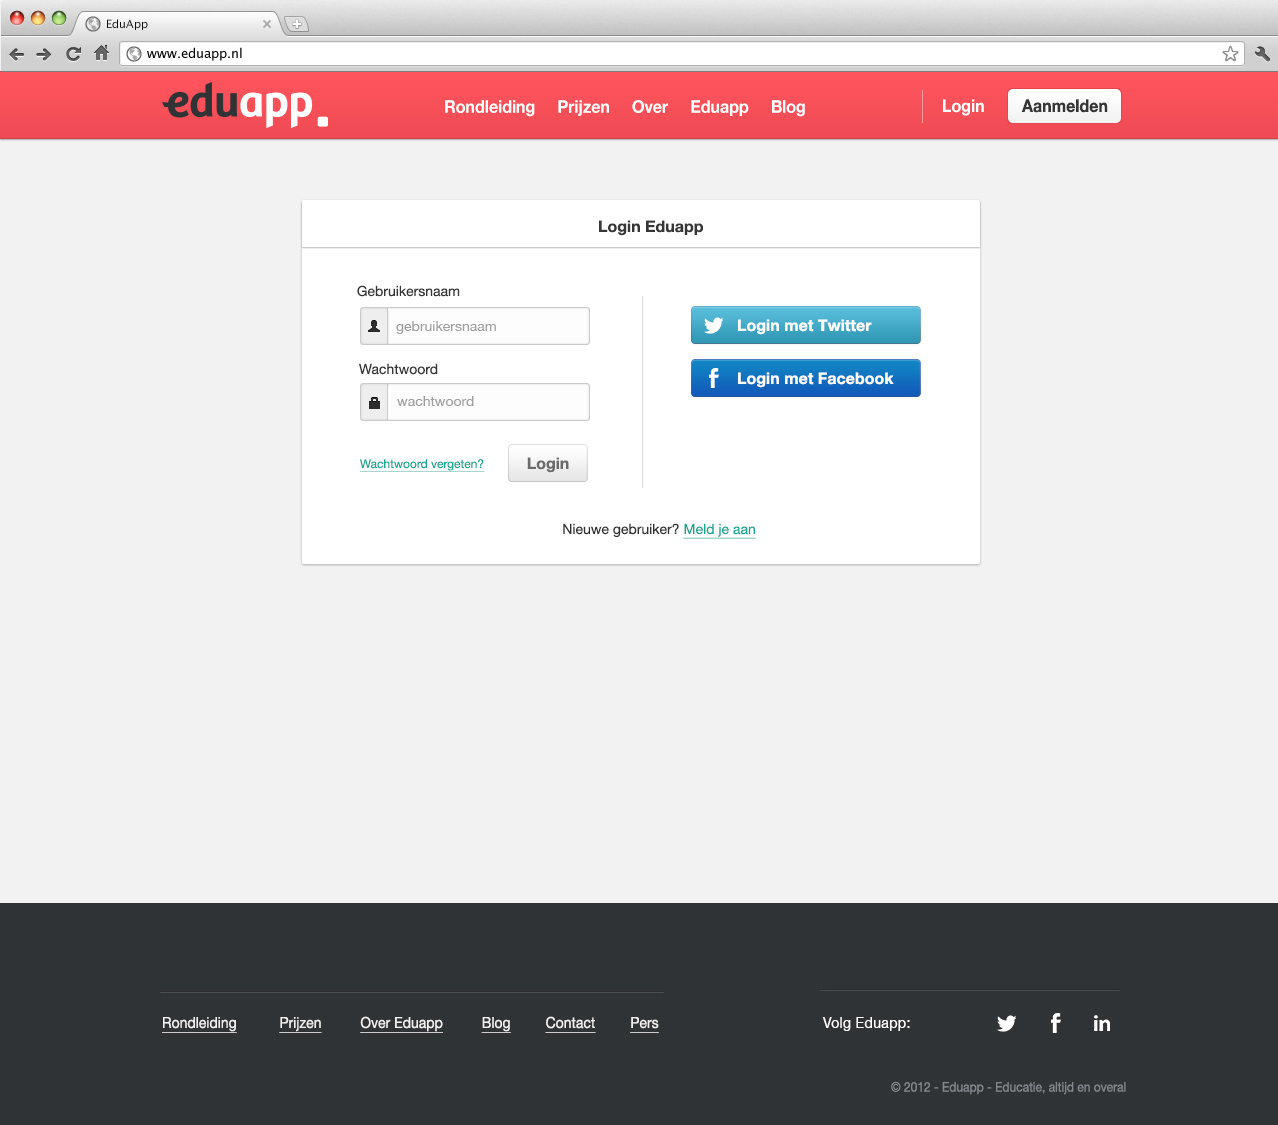 EduApp
www.eduapp.nl
eduapp.
Rondleiding Prijzen Over Eduapp Blog Login Aanmelden
Login Eduapp
Gebruikersnaam
gebruikersnaam
Wachtwoord
wachtwoord
Wachtwoord vergeten? Login
Login met Twitter
Login met Facebook
Nieuwe gebruiker? Meld je aan
Rondleiding Prijzen Over Eduapp Blog Contact Pers
Volg Eduapp:
© 2012 - Eduapp - Educatie, altijd en overal